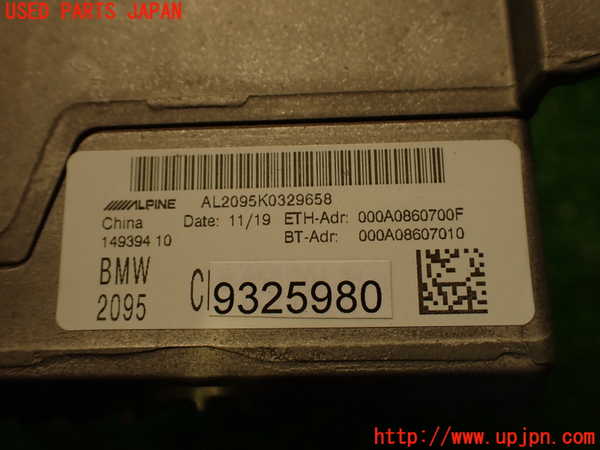 USED PARTS JAPAN
AL2095K0329658
ALPINE
China
Date: 11/19
ETH-Adr: 000A0860700F
149394 10
BT-Adr: 000A08607010
BMW
2095
CI
9325980
http://www.upjpn.com/